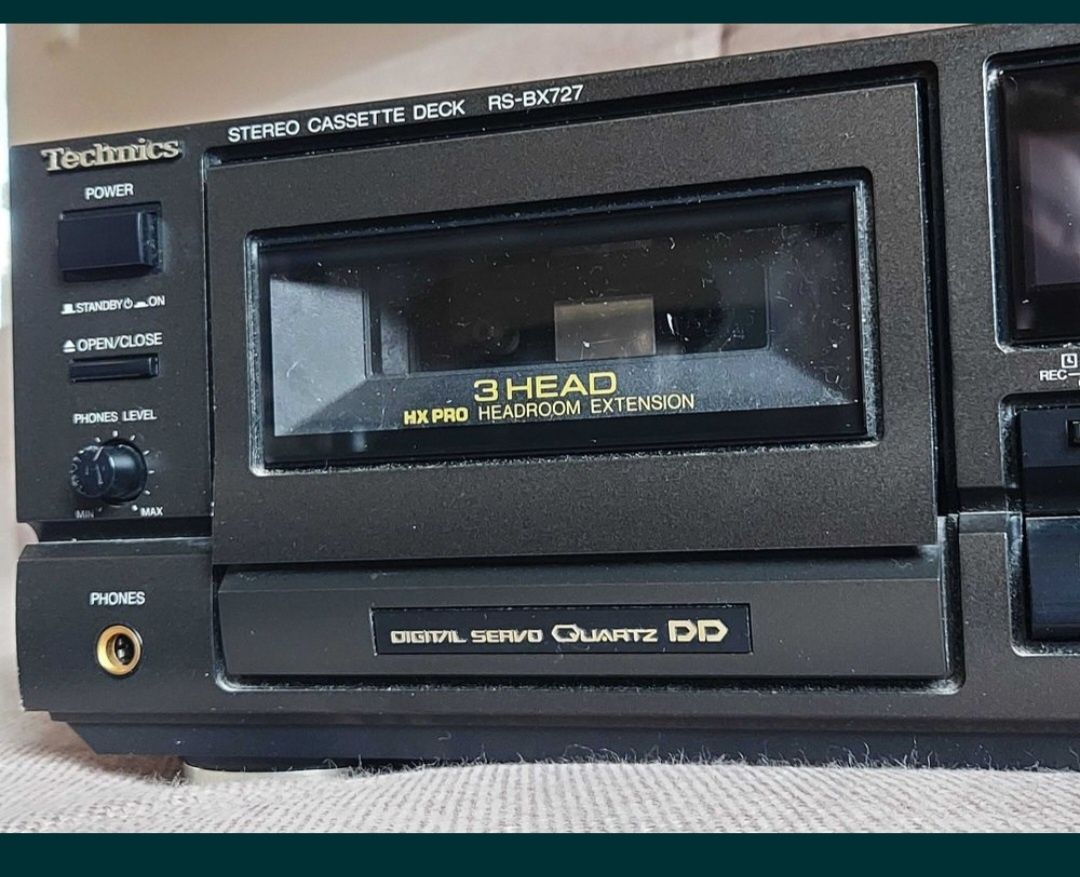 STEREO CASSETTE DECK RS-BX727
Technics
POWER
STANDBY ON
OPEN/CLOSE
PHONES LEVEL
MIN MAX
PHONES
3 HEAD
HX PRO HEADROOM EXTENSION
DIGITAL SERVO QUARTZ DD
REC